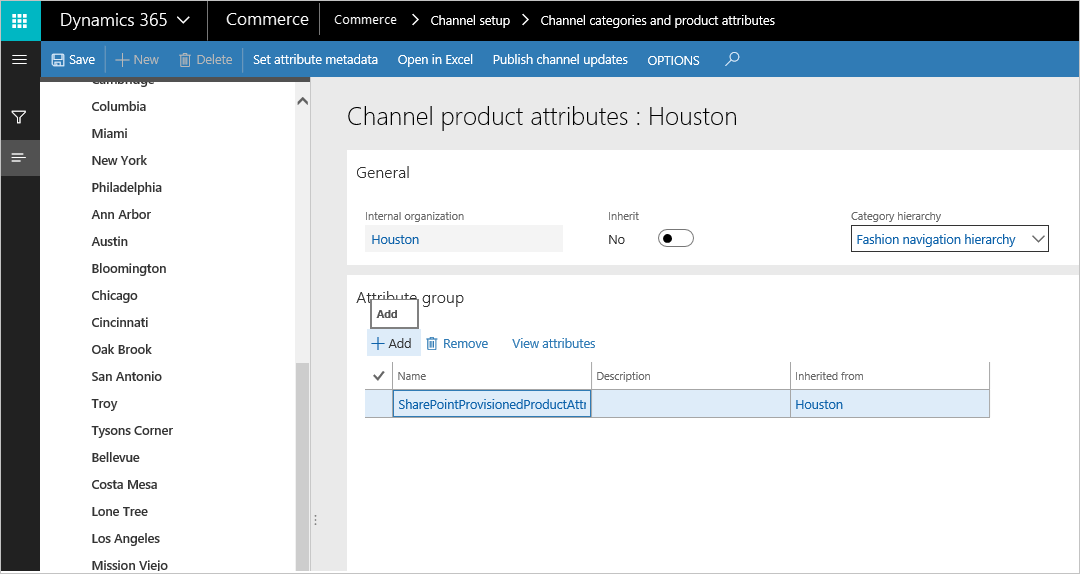 Dynamics 365
Commerce
Commerce > Channel setup > Channel categories and product attributes
Save
New
Delete
Set attribute metadata
Open in Excel
Publish channel updates
OPTIONS
Cambridge
Columbia
Miami
New York
Philadelphia
Ann Arbor
Austin
Bloomington
Chicago
Cincinnati
Oak Brook
San Antonio
Troy
Tysons Corner
Bellevue
Costa Mesa
Lone Tree
Los Angeles
Mission Viejo
Channel product attributes : Houston
General
Internal organization
Houston
Inherit
No
Category hierarchy
Fashion navigation hierarchy
Attribute group
Add
Add
Remove
View attributes
Name
Description
Inherited from
SharePointProvisionedProductAttr
Houston